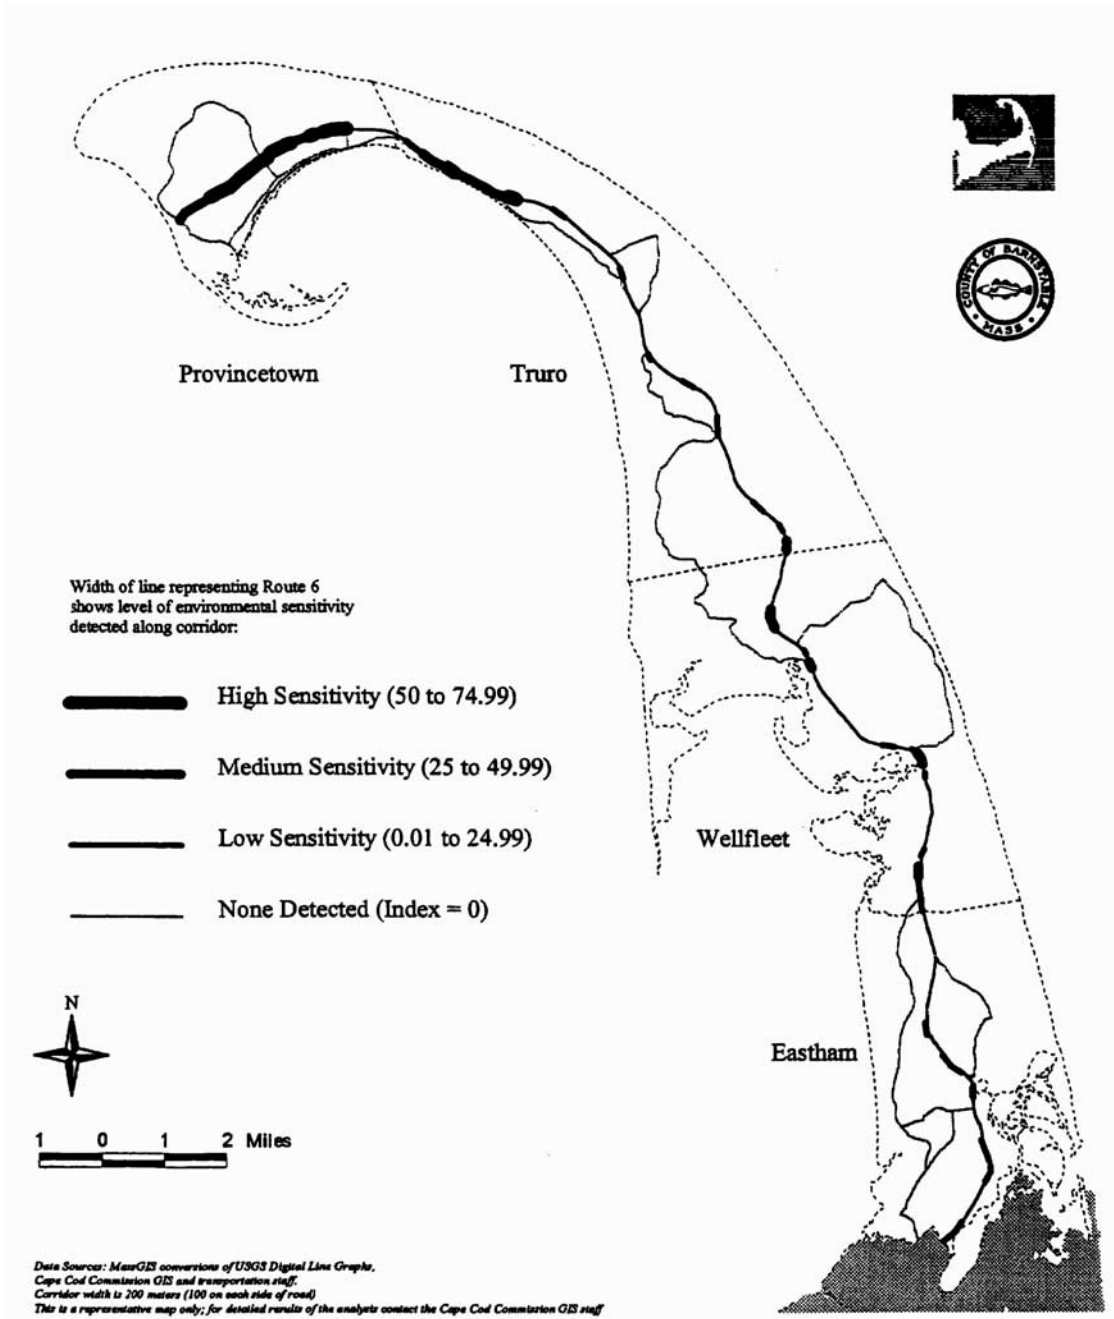 COUNTY OF BARNSTABLE
MASS
Provincetown
Truro
Width of line representing Route 6
shows level of environmental sensitivity
detected along corridor:
High Sensitivity (50 to 74.99)
Medium Sensitivity (25 to 49.99)
Low Sensitivity (0.01 to 24.99)
None Detected (Index = 0)
Wellfleet
Eastham
N
1 0 1 2 Miles
Data Sources: MassGIS conversions of USGS Digital Line Graphs,
Cape Cod Commission GIS and transportation staff.
Corridor width is 200 meters (100 on each side of road)
This is a representative map only; for detailed results of the analysis contact the Cape Cod Commission GIS staff